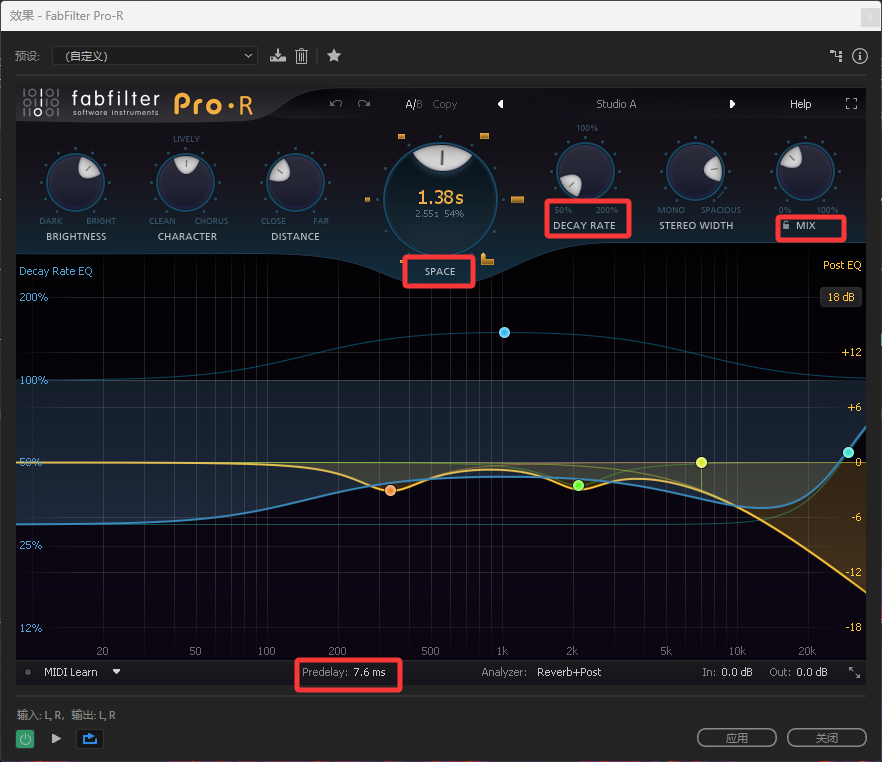 效果 - FabFilter Pro-R
预设: (自定义)
fabfilter Pro·R
software instruments
A/B Copy Studio A Help
LIVELY 100%
DARK BRIGHT CLEAN CHORUS CLOSE FAR 1.38s 50% 200% MONO SPACIOUS 0% 100%
2.55s 54%
BRIGHTNESS CHARACTER DISTANCE DECAY RATE STEREO WIDTH MIX
SPACE
Decay Rate EQ Post EQ
200% 18 dB
+12
100%
+6
50% 0
-6
25%
-12
12% -18
20 50 100 200 500 1k 2k 5k 10k 20k
MIDI Learn Predelay: 7.6 ms Analyzer: Reverb+Post In: 0.0 dB Out: 0.0 dB
输入: L, R, 输出: L, R
应用 关闭